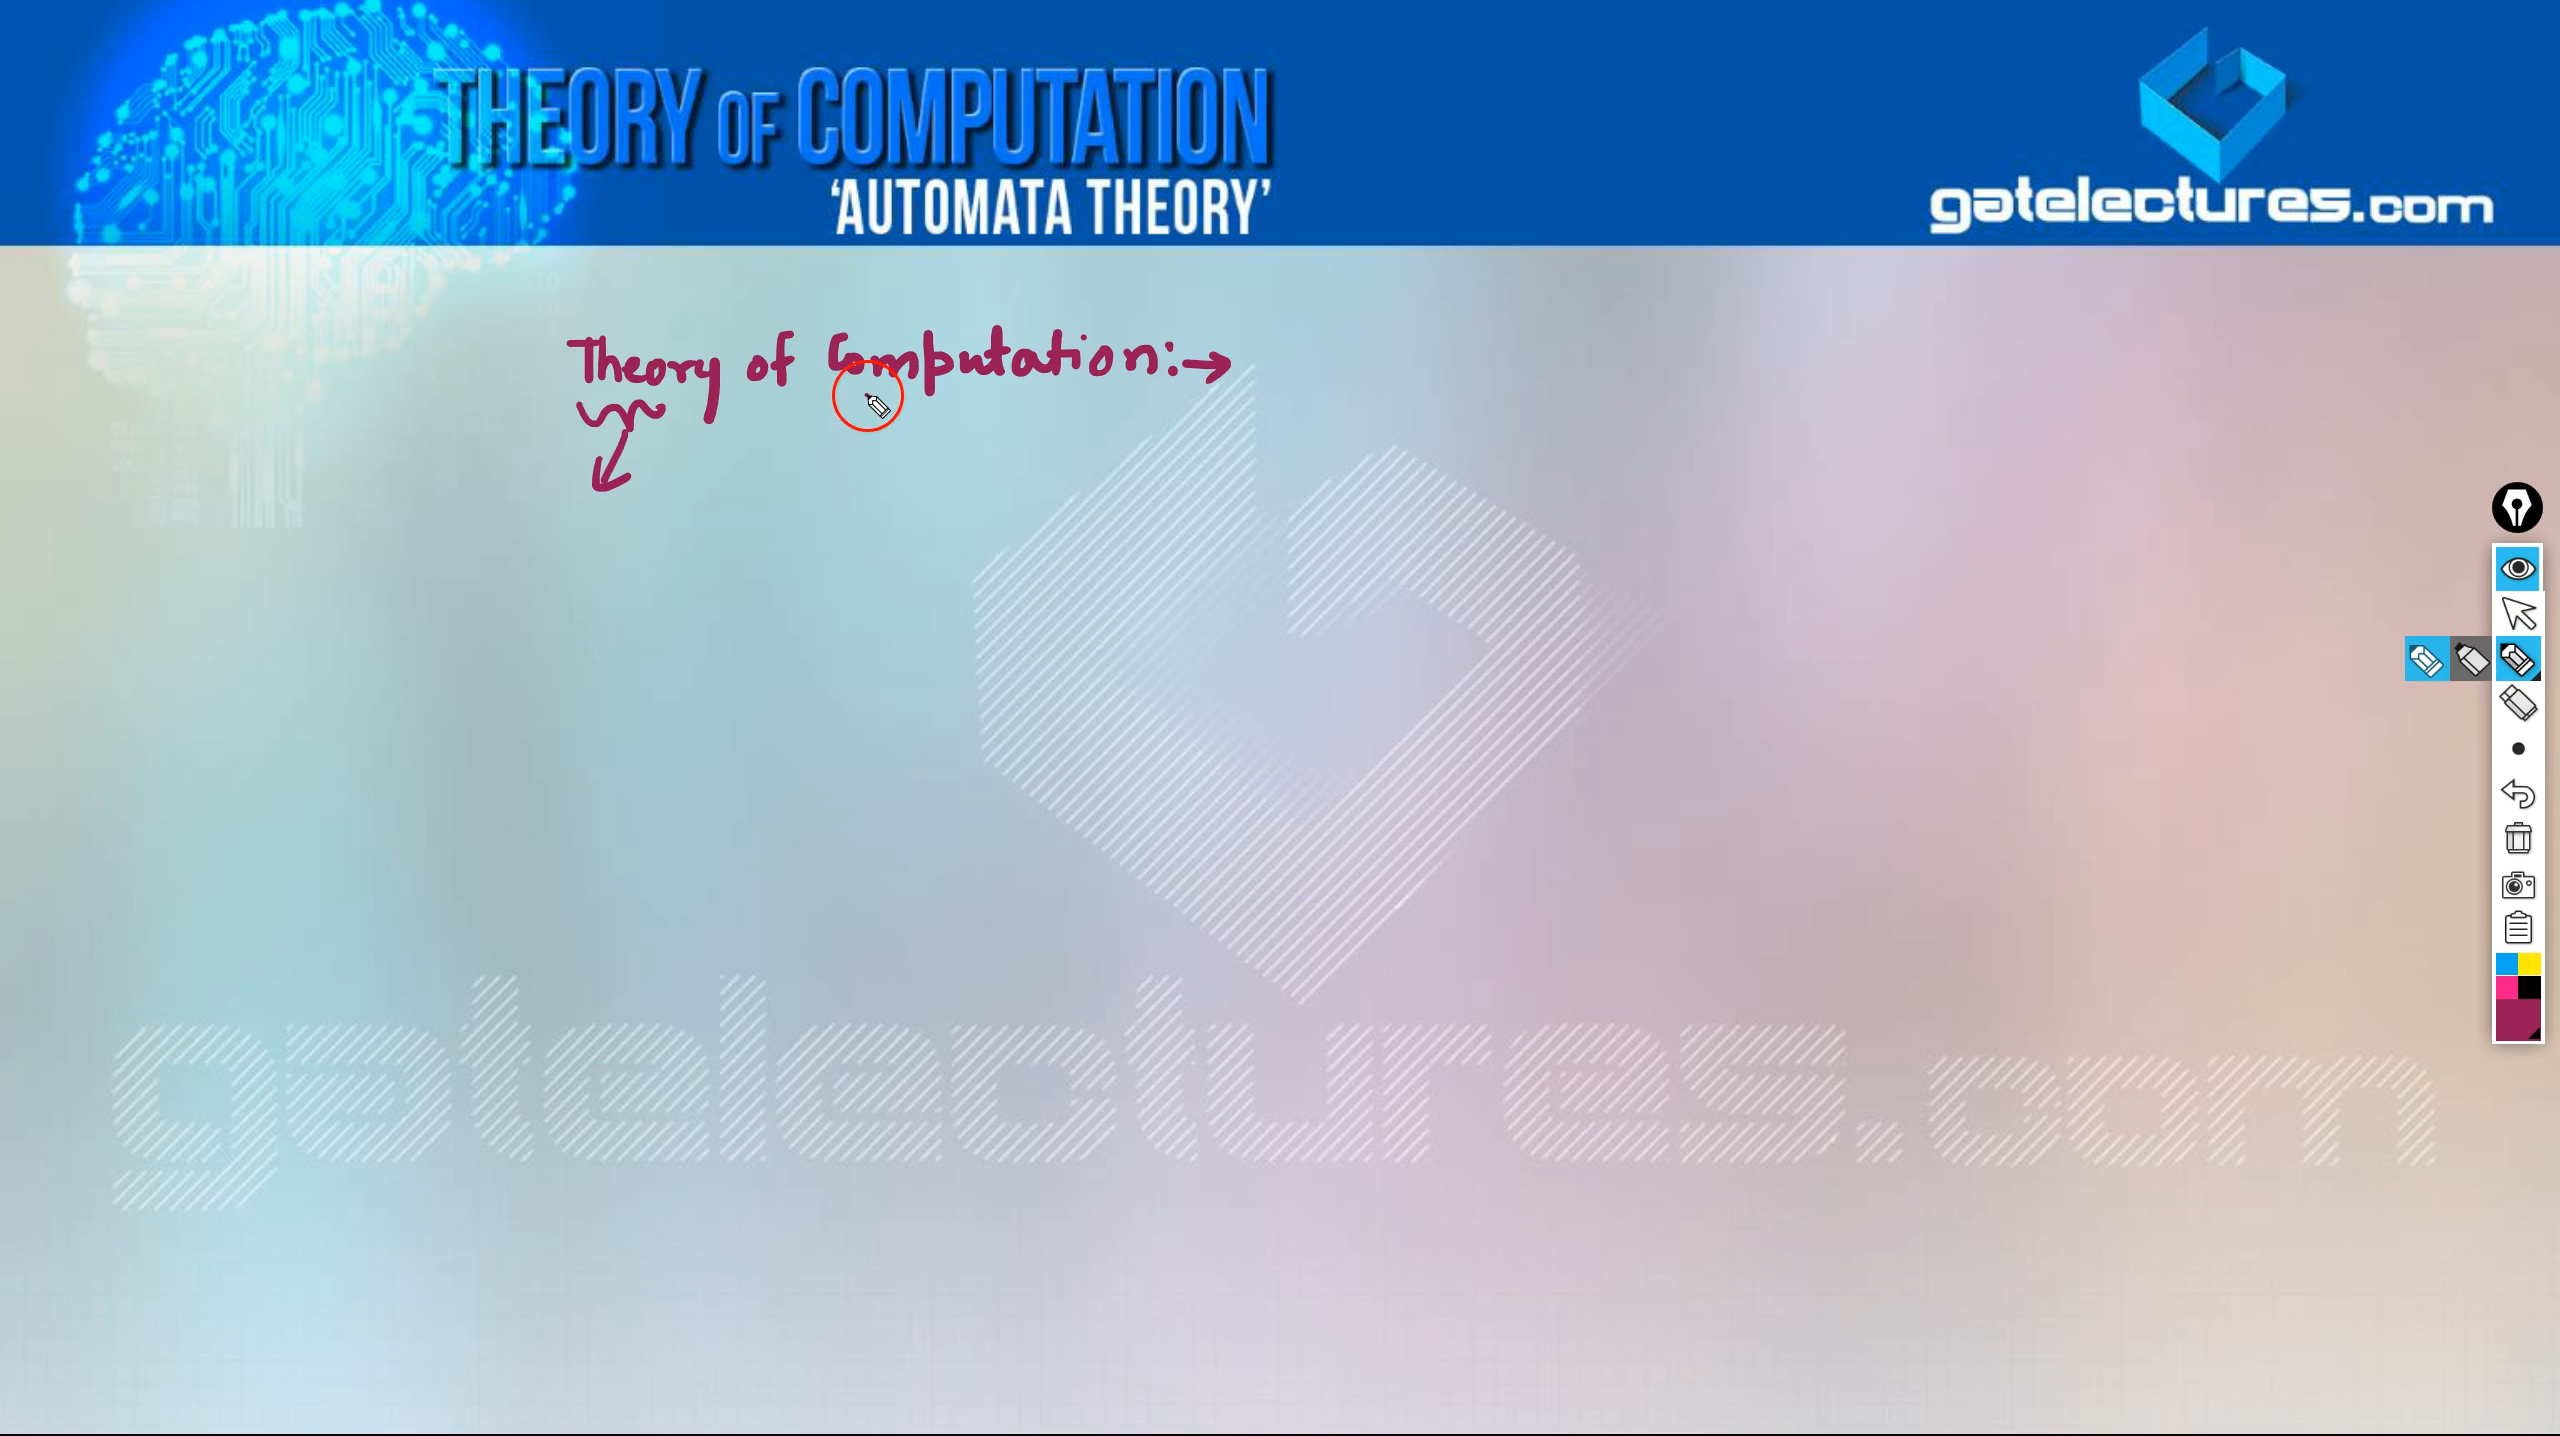 THEORY OF COMPUTATION
‘AUTOMATA THEORY’
gatelectures.com
Theory of Computation:→
gatelectures.com